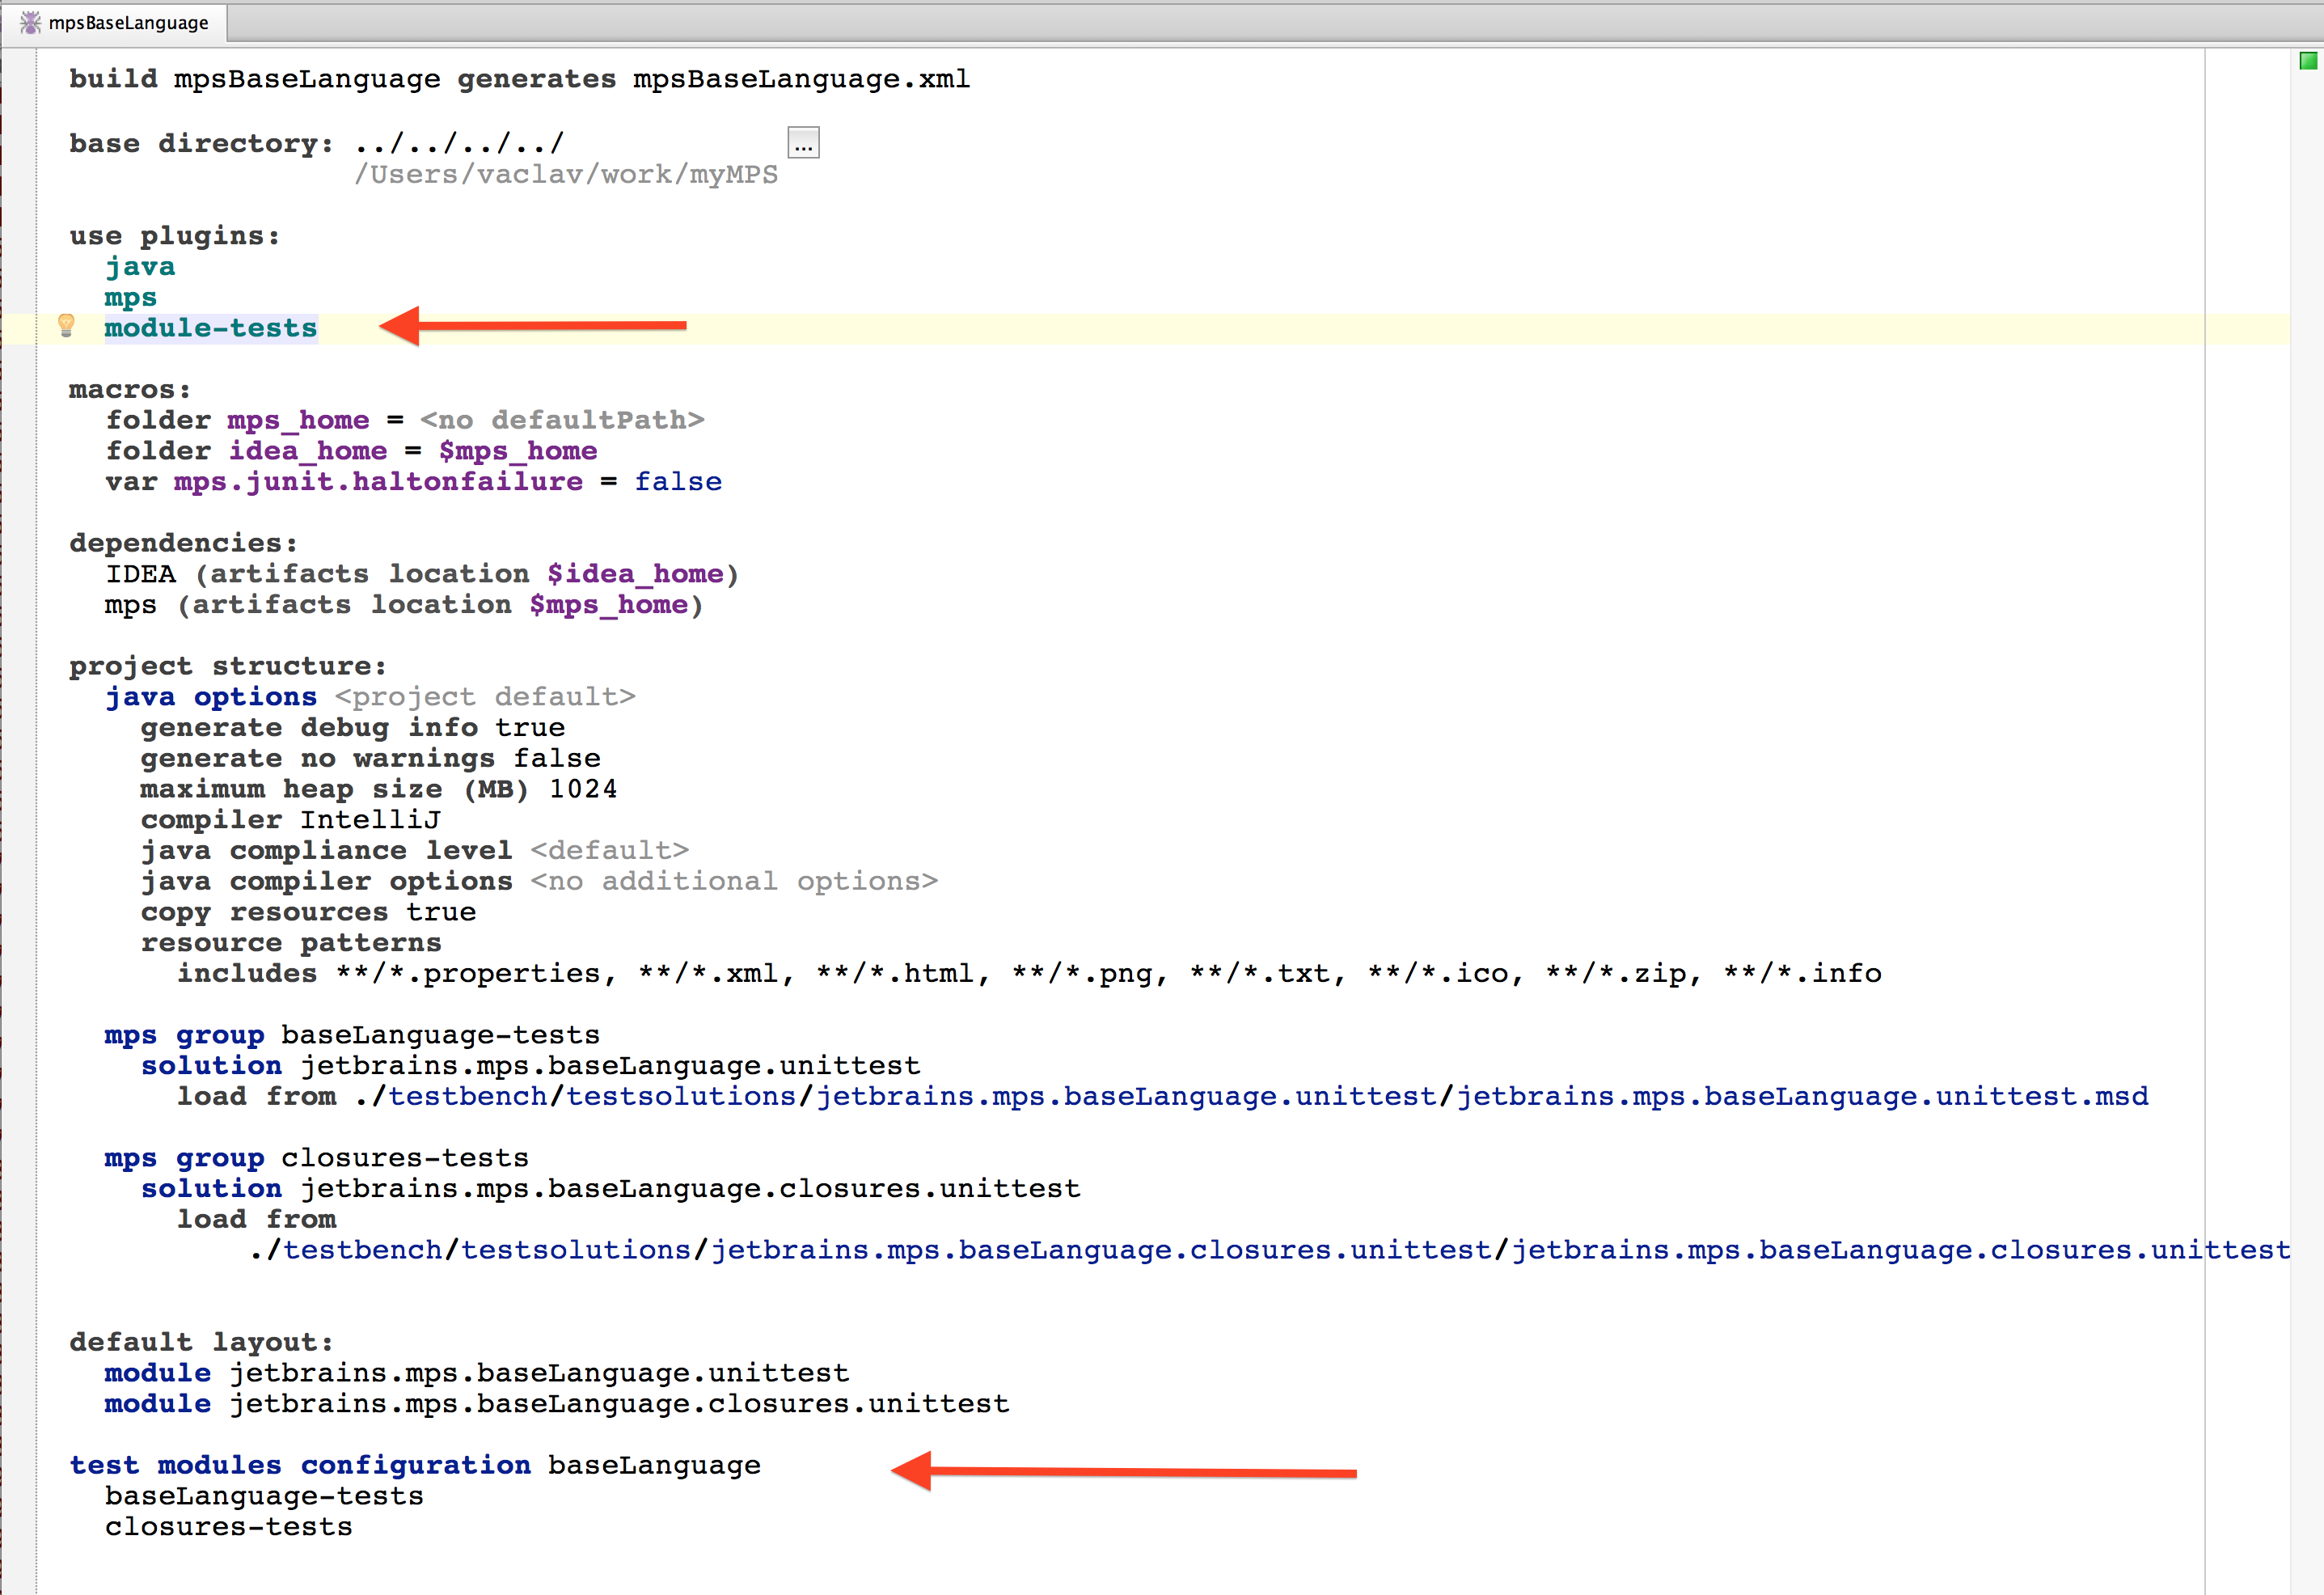 mpsBaseLanguage
build mpsBaseLanguage generates mpsBaseLanguage.xml
base directory: ../../../../ ...
/Users/vaclav/work/myMPS
use plugins:
java
mps
module-tests
macros:
folder mps_home = <no defaultPath>
folder idea_home = $mps_home
var mps.junit.haltonfailure = false
dependencies:
IDEA (artifacts location $idea_home)
mps (artifacts location $mps_home)
project structure:
java options <project default>
generate debug info true
generate no warnings false
maximum heap size (MB) 1024
compiler IntelliJ
java compliance level <default>
java compiler options <no additional options>
copy resources true
resource patterns
includes **/*.properties, **/*.xml, **/*.html, **/*.png, **/*.txt, **/*.ico, **/*.zip, **/*.info
mps group baseLanguage-tests
solution jetbrains.mps.baseLanguage.unittest
load from ./testbench/testsolutions/jetbrains.mps.baseLanguage.unittest/jetbrains.mps.baseLanguage.unittest.msd
mps group closures-tests
solution jetbrains.mps.baseLanguage.closures.unittest
load from
./testbench/testsolutions/jetbrains.mps.baseLanguage.closures.unittest/jetbrains.mps.baseLanguage.closures.unittest
default layout:
module jetbrains.mps.baseLanguage.unittest
module jetbrains.mps.baseLanguage.closures.unittest
test modules configuration baseLanguage
baseLanguage-tests
closures-tests